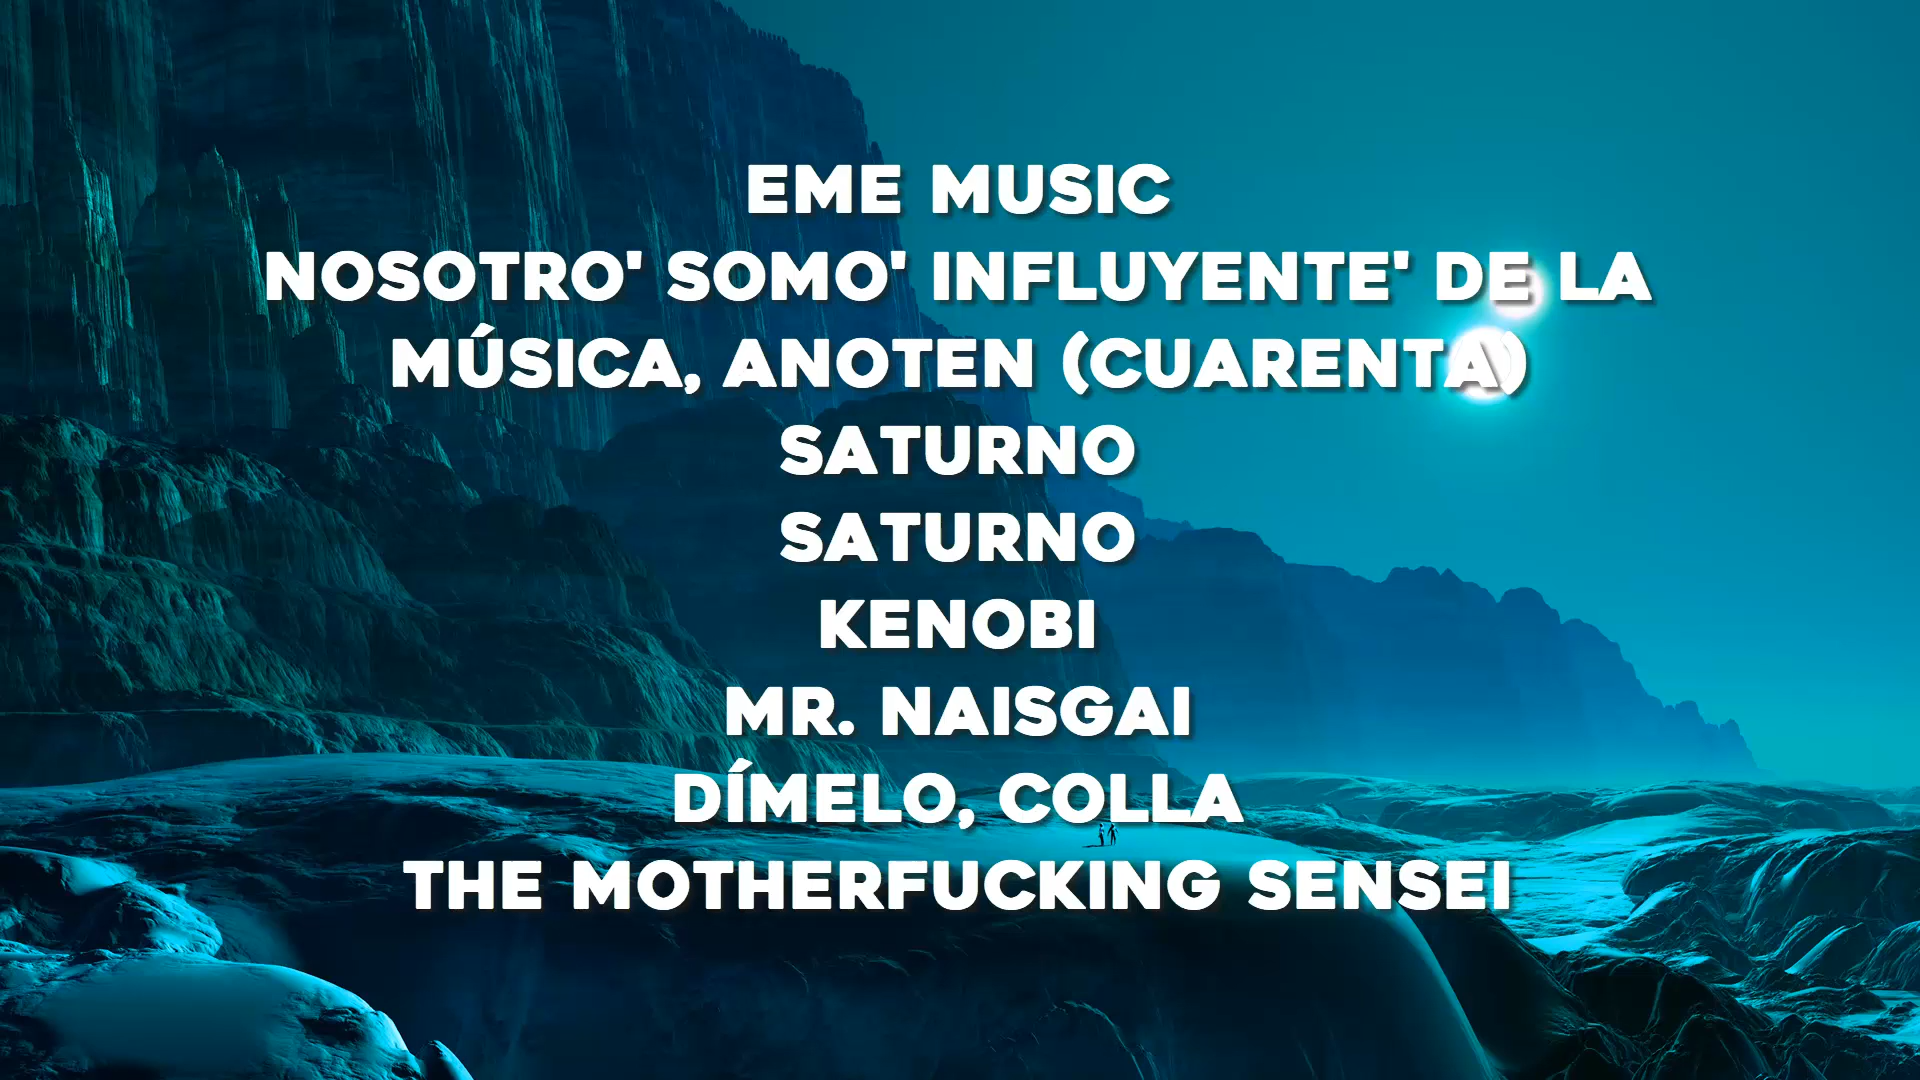 EME MUSIC
NOSOTRO' SOMO' INFLUYENTE' DE LA
MÚSICA, ANOTEN (CUARENTA)
SATURNO
SATURNO
KENOBI
MR. NAISGAI
DÍMELO, COLLA
THE MOTHERFUCKING SENSEI